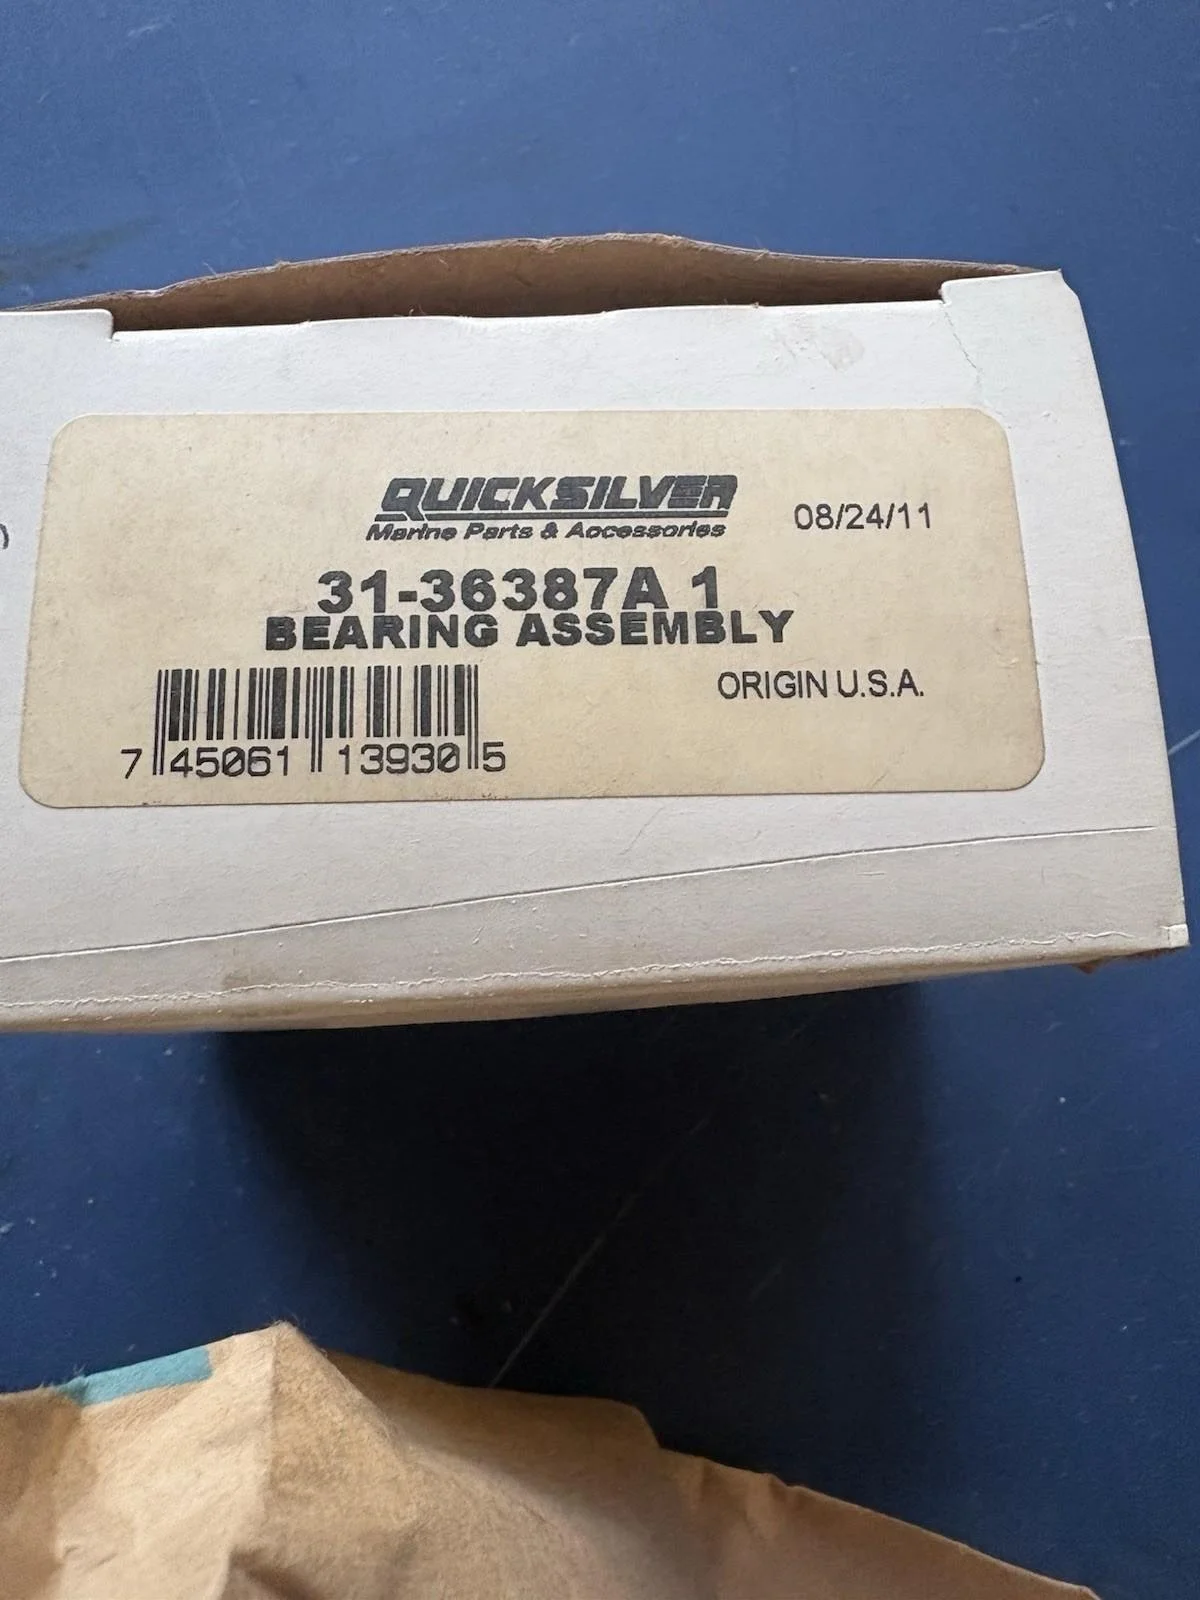 QUICKSILVER
Marine Parts & Accessories
08/24/11
31-36387A 1
BEARING ASSEMBLY
ORIGIN U.S.A.
7 45061 13930 5